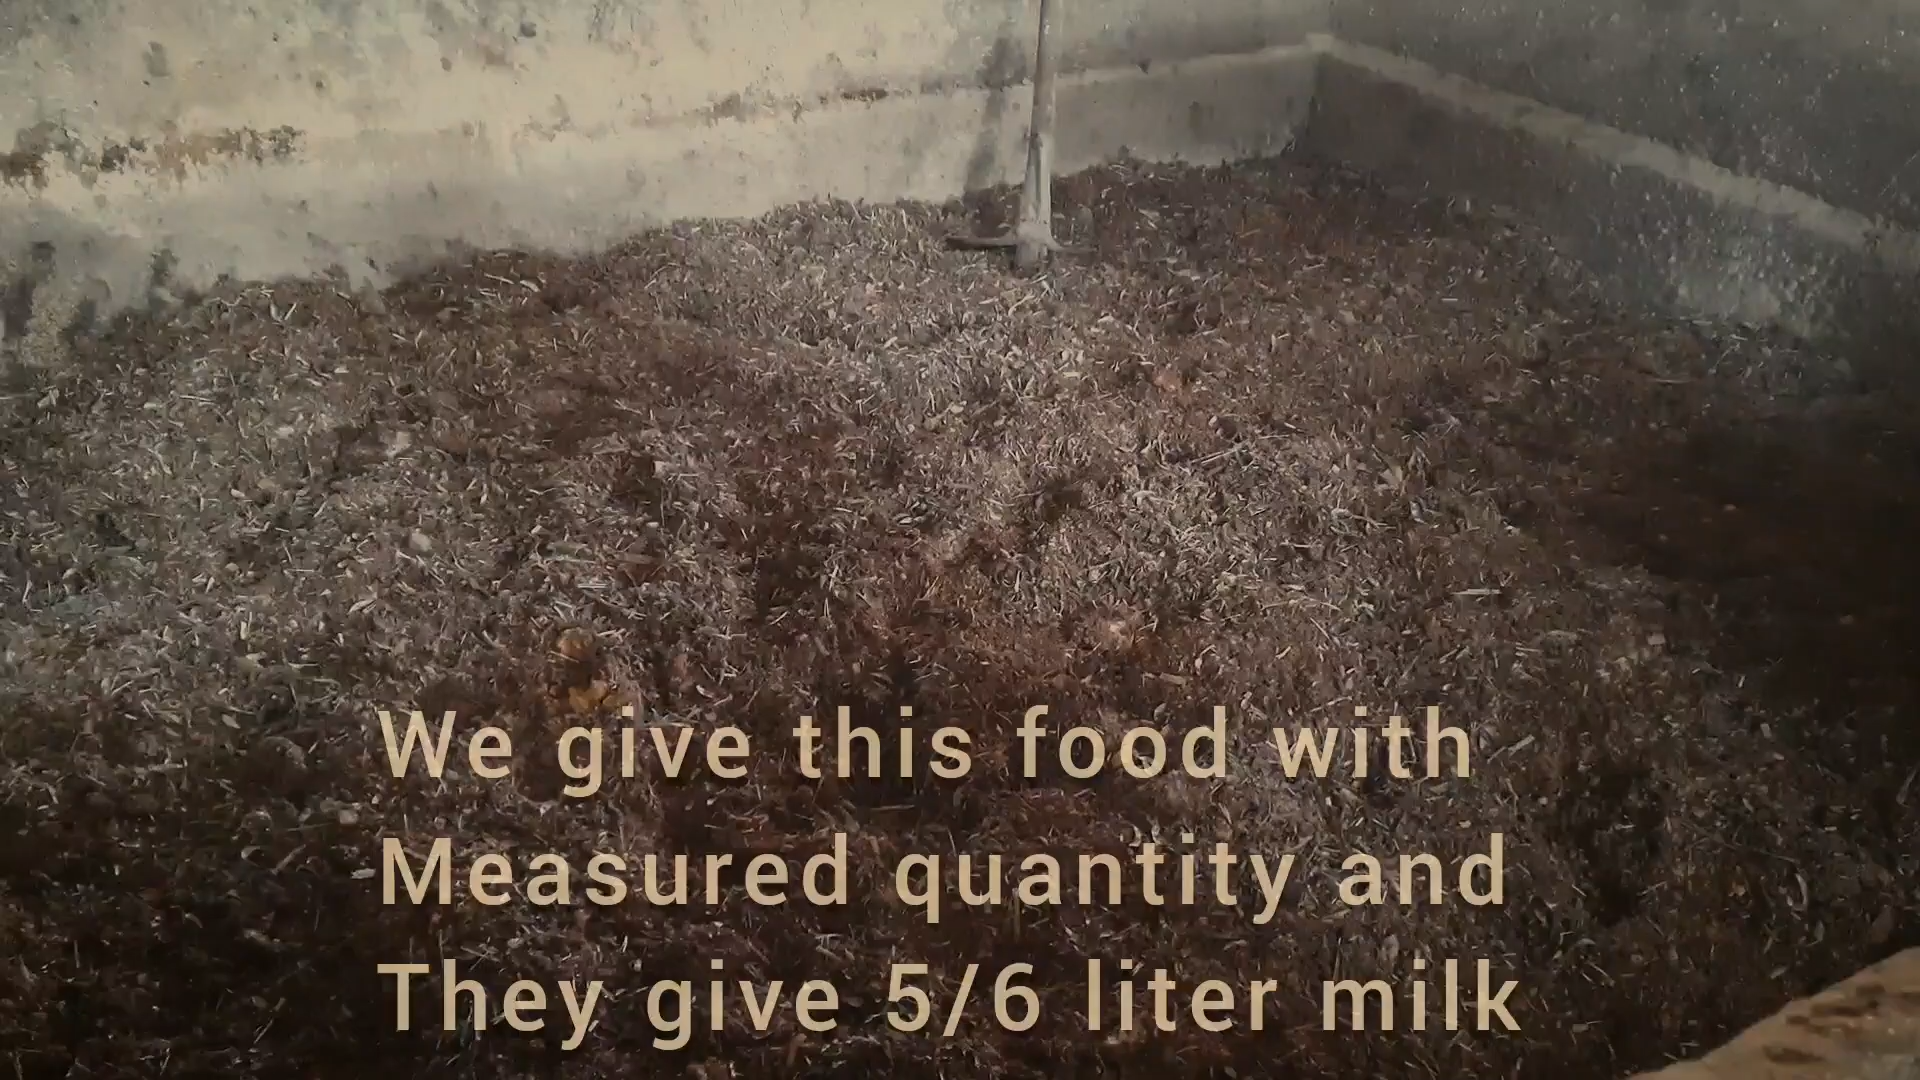 We give this food with
Measured quantity and
They give 5/6 liter milk